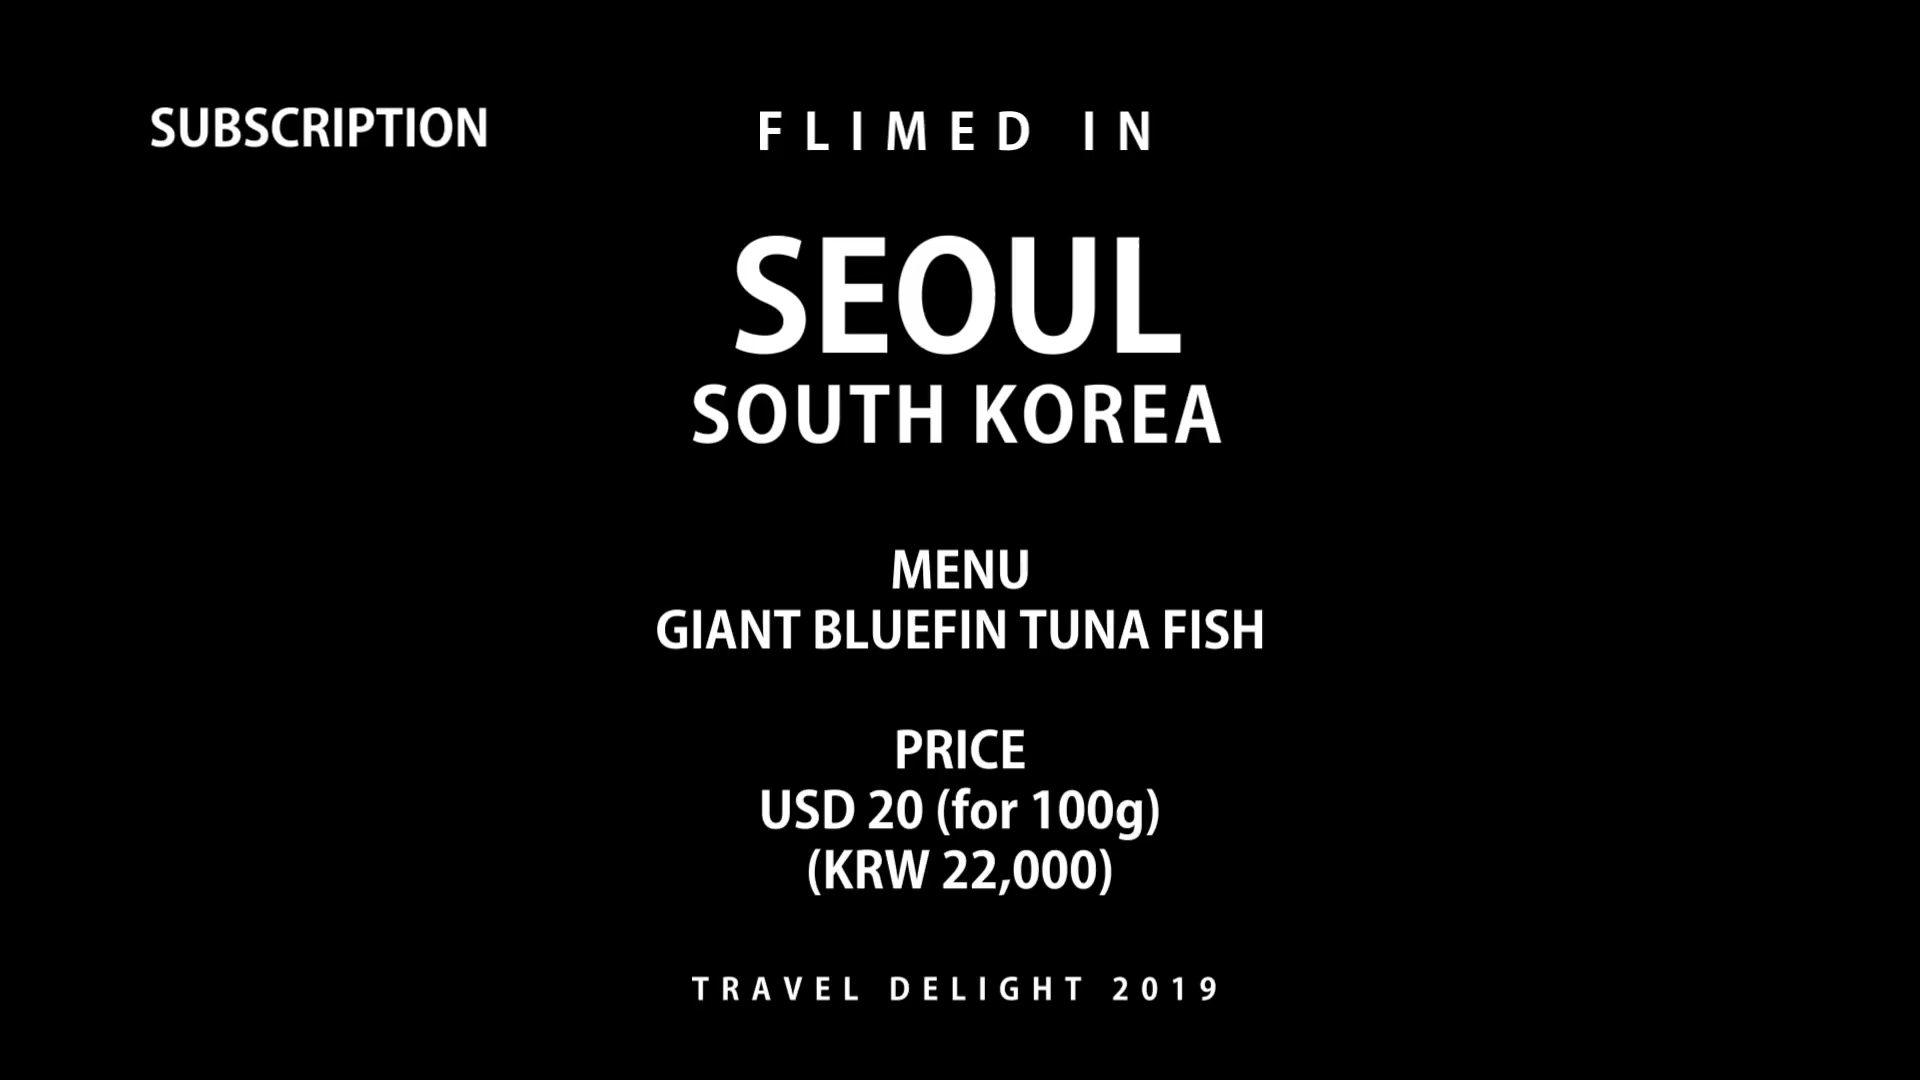 SUBSCRIPTION
FLIMED IN
SEOUL
SOUTH KOREA
MENU
GIANT BLUEFIN TUNA FISH
PRICE
USD 20 (for 100g)
(KRW 22,000)
TRAVEL DELIGHT 2019